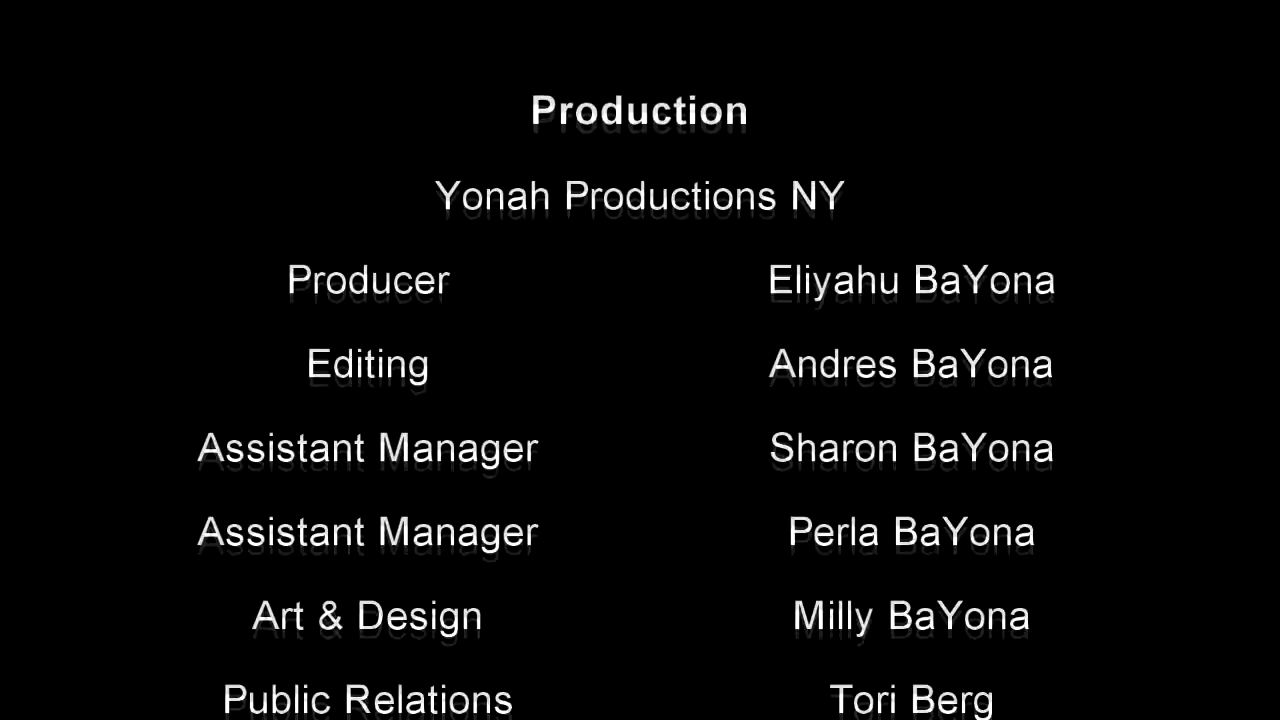 Production
Yonah Productions NY
Producer Eliyahu BaYona
Editing Andres BaYona
Assistant Manager Sharon BaYona
Assistant Manager Perla BaYona
Art & Design Milly BaYona
Public Relations Tori Berg